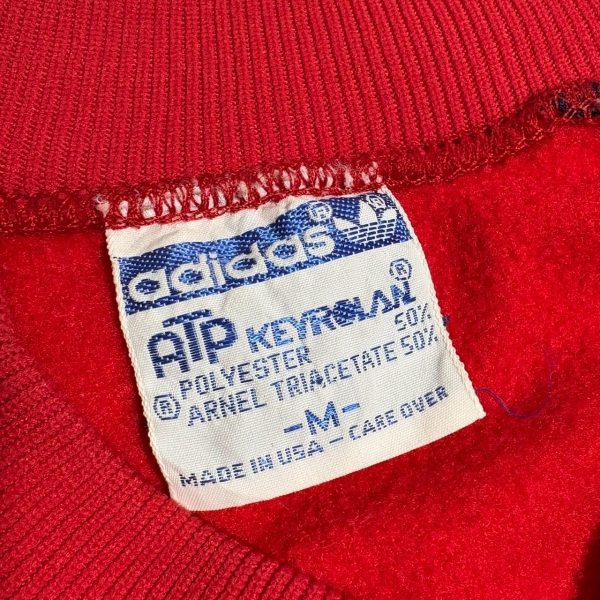 adidas®
ATP KEYROLAN®
POLYESTER 50%
® ARNEL TRIACETATE 50%
-M-
MADE IN USA - CARE OVER